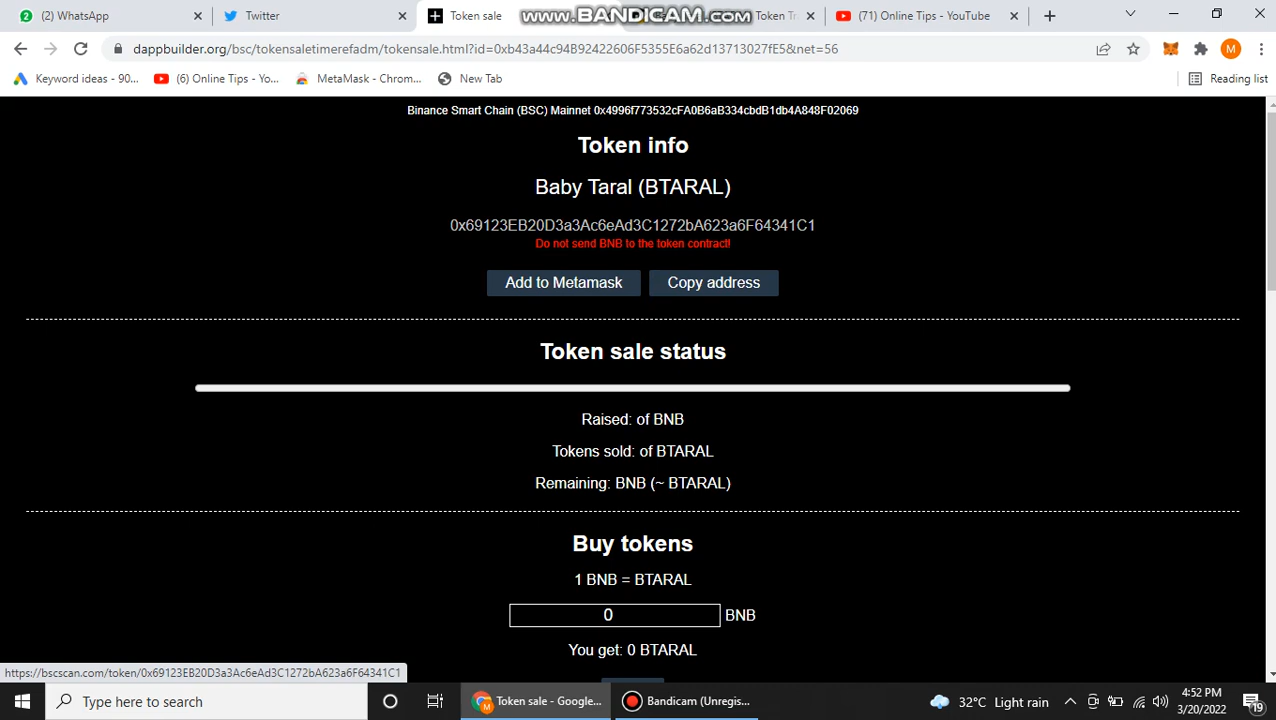 (2) WhatsApp
Twitter
Token sale
www.BANDICAM.com
Token Tr
(71) Online Tips - YouTube
dappbuilder.org/bsc/tokensaletimerefadm/tokensale.html?id=0xb43a44c94B92422606F5355E6a62d13713027fE5&net=56
M
Keyword ideas - 90...
(6) Online Tips - Yo...
MetaMask - Chrom...
New Tab
Reading list
Binance Smart Chain (BSC) Mainnet 0x4996f773532cFA0B6aB334cbdB1db4A848F02069
Token info
Baby Taral (BTARAL)
0x69123EB20D3a3Ac6eAd3C1272bA623a6F64341C1
Do not send BNB to the token contract!
Add to Metamask
Copy address
Token sale status
Raised: of BNB
Tokens sold: of BTARAL
Remaining: BNB (~ BTARAL)
Buy tokens
1 BNB = BTARAL
0 BNB
You get: 0 BTARAL
https://bscscan.com/token/0x69123EB20D3a3Ac6eAd3C1272bA623a6F64341C1
Type here to search
Token sale - Google...
Bandicam (Unregis...
32°C Light rain
4:52 PM
3/20/2022
19